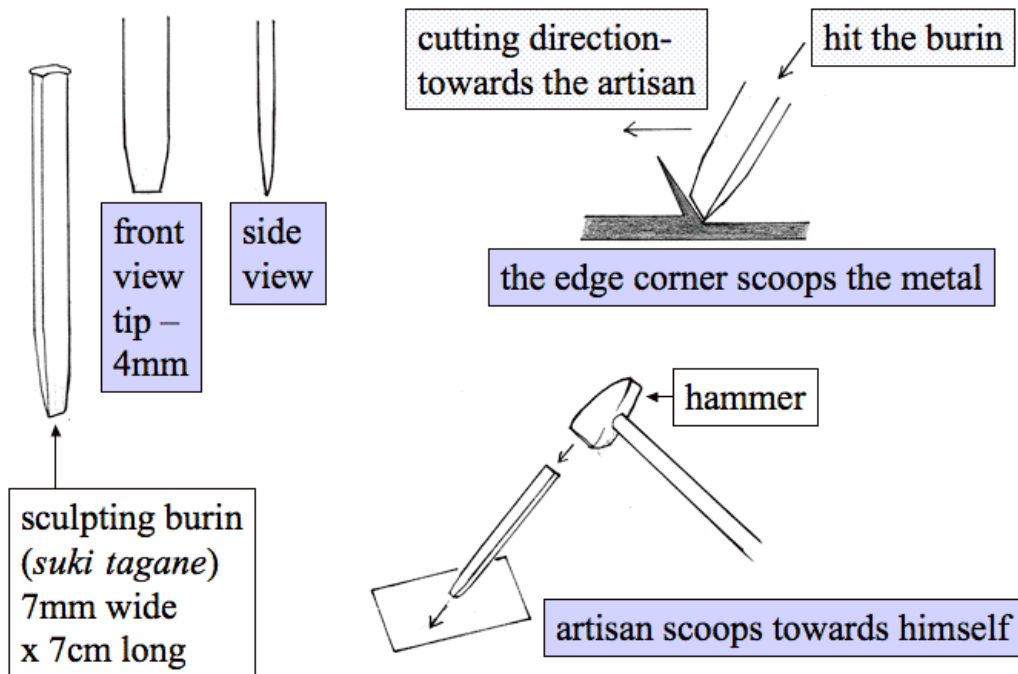 cutting direction-
towards the artisan
hit the burin
front
view
tip –
4mm
side
view
the edge corner scoops the metal
hammer
sculpting burin
(suki tagane)
7mm wide
x 7cm long
artisan scoops towards himself